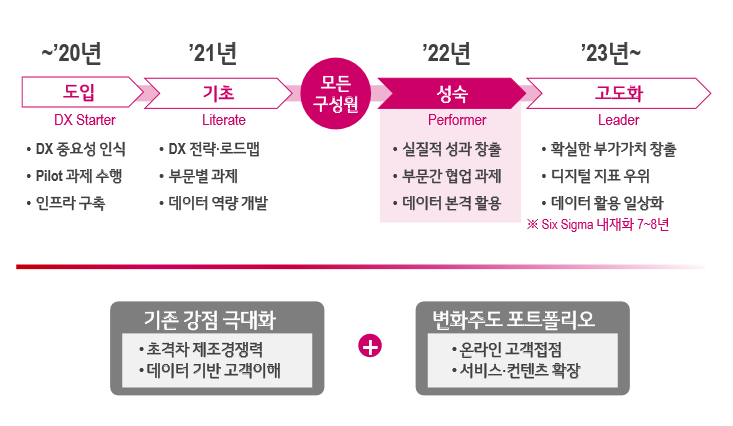 ~’20년
’21년
’22년
’23년~
도입
기초
모든
구성원
성숙
고도화
DX Starter
Literate
Performer
Leader
• DX 중요성 인식
• Pilot 과제 수행
• 인프라 구축
• DX 전략·로드맵
• 부문별 과제
• 데이터 역량 개발
• 실질적 성과 창출
• 부문간 협업 과제
• 데이터 본격 활용
• 확실한 부가가치 창출
• 디지털 지표 우위
• 데이터 활용 일상화
※ Six Sigma 내재화 7~8년
기존 강점 극대화
• 초격차 제조경쟁력
• 데이터 기반 고객이해
+
변화주도 포트폴리오
• 온라인 고객접점
• 서비스·컨텐츠 확장